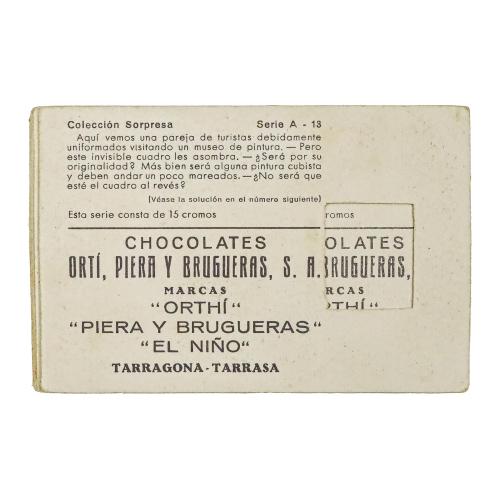 Colección Sorpresa Serie A - 13
Aquí vemos una pareja de turistas debidamente
uniformados visitando un museo de pintura. — Pero
este invisible cuadro les asombra. — ¿Será por su
originalidad? Más bien será alguna pintura cubista
y deben andar un poco mareados. — ¿No será que
esté el cuadro al revés?
(Véase la solución en el número siguiente)
Esta serie consta de 15 cromos
CHOCOLATES
ORTÍ, PIERA Y BRUGUERAS, S. A.
MARCAS
"ORTHÍ"
"PIERA Y BRUGUERAS"
"EL NIÑO"
TARRAGONA - TARRASA
romos
OLATES
BRUGUERAS,
CAS
THÍ"